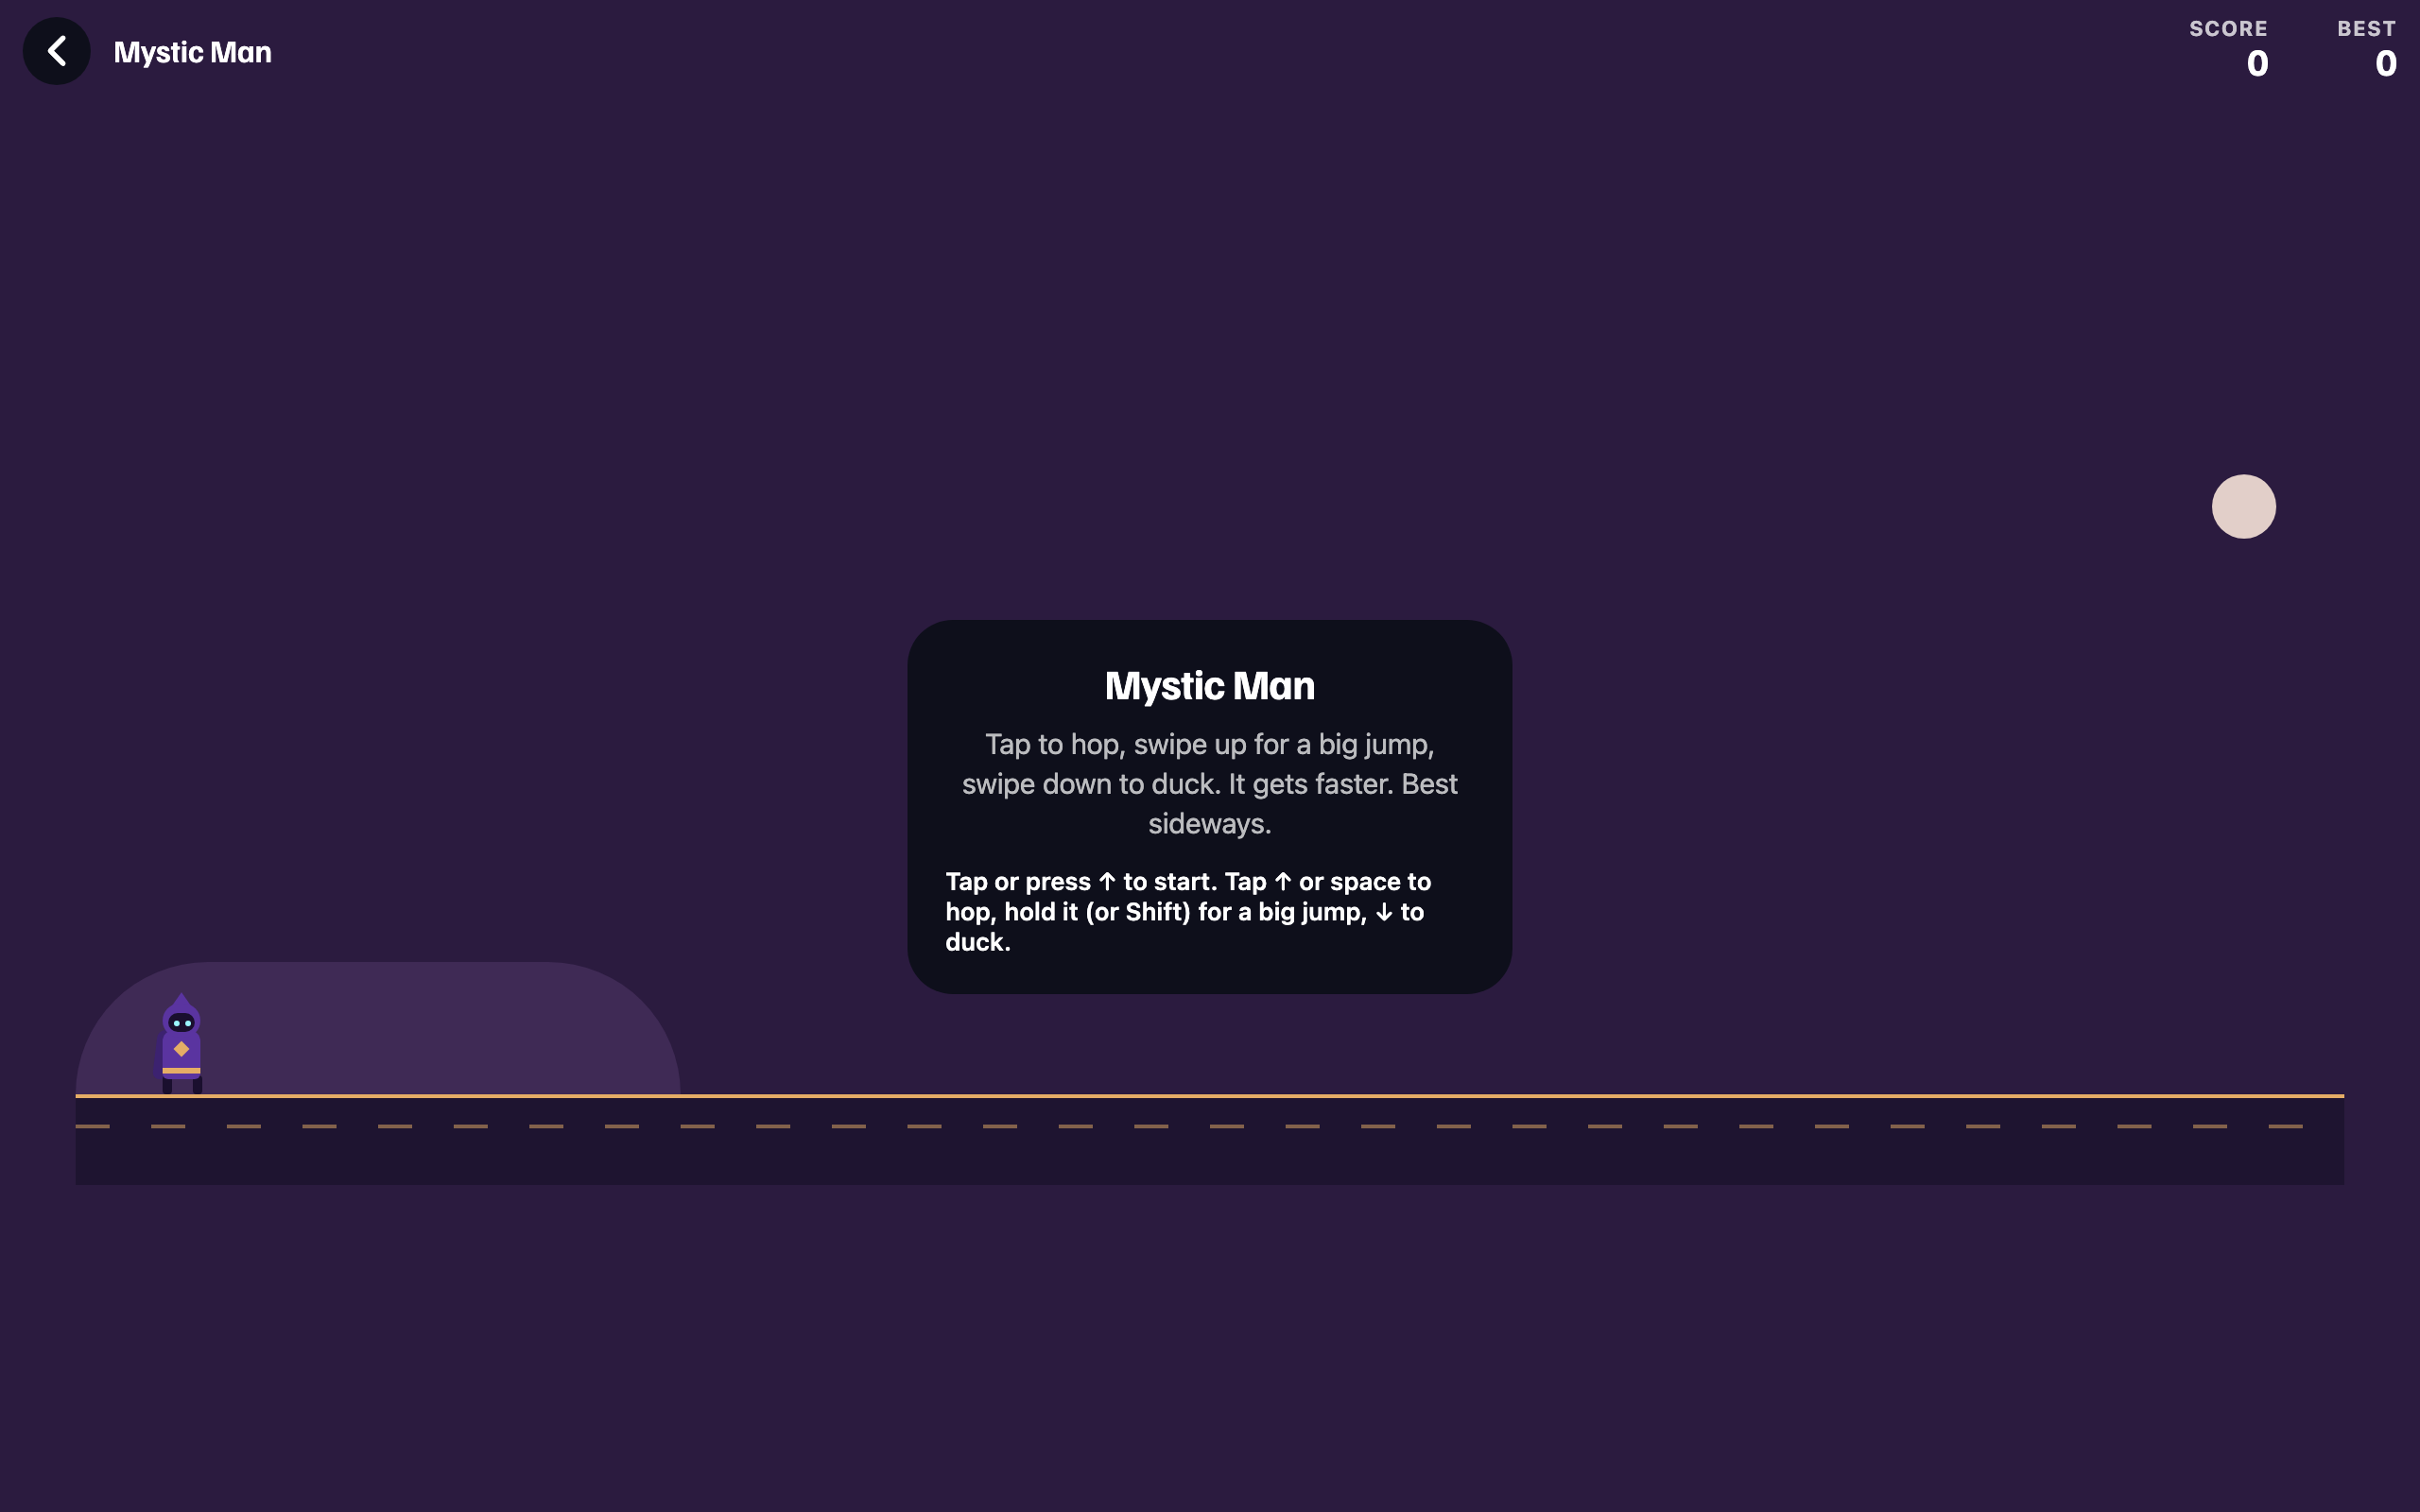 Mystic Man
SCORE
BEST
0
0
Mystic Man
Tap to hop, swipe up for a big jump,
swipe down to duck. It gets faster. Best
sideways.
Tap or press ↑ to start. Tap ↑ or space to
hop, hold it (or Shift) for a big jump, ↓ to
duck.